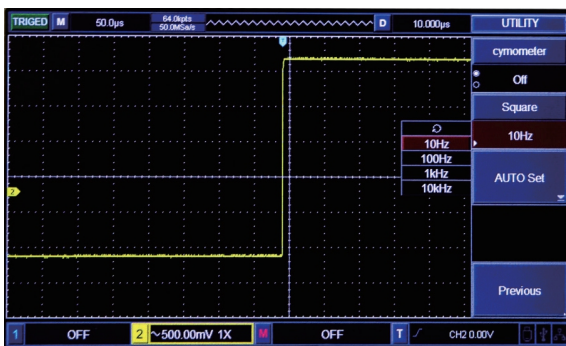 TRIGED M 50.0μs 64.0kpts D 10.000μs UTILITY
50.0MSa/s
cymometer
Off
Square
10Hz
10Hz
100Hz
1kHz
10kHz
AUTO Set
2
Previous
1 OFF 2 ~500.00mV 1X M OFF T CH2 0.00V